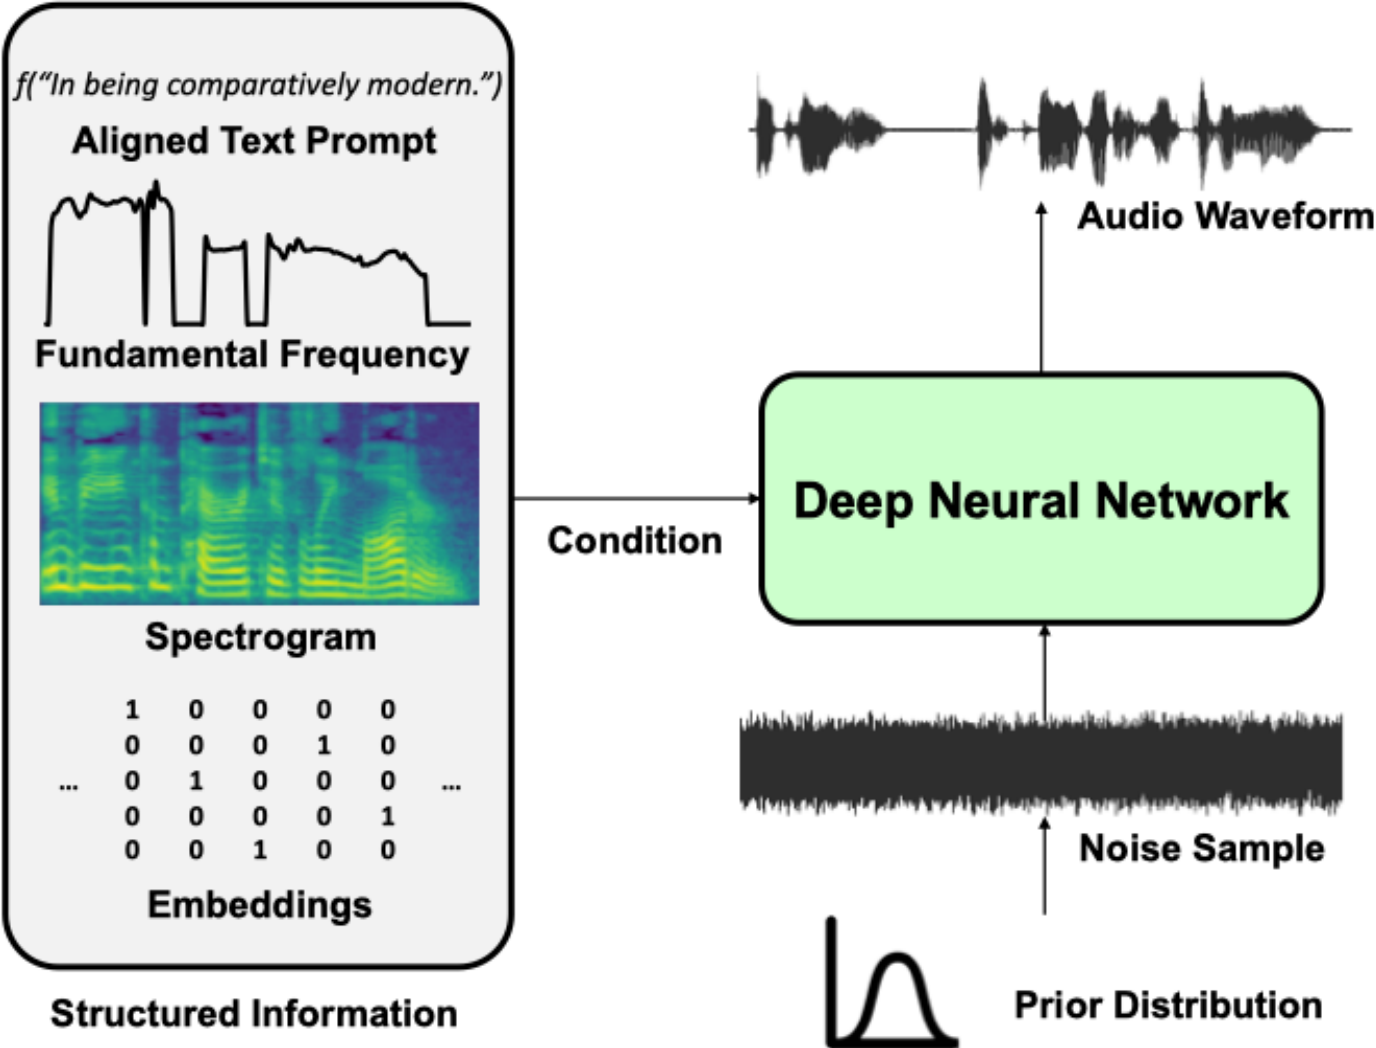 f(“In being comparatively modern.”)
Aligned Text Prompt
Fundamental Frequency
Spectrogram
1 0 0 0 0
0 0 0 1 0
... 0 1 0 0 0 ...
0 0 0 0 1
0 0 1 0 0
Embeddings
Structured Information
Condition
Audio Waveform
Deep Neural Network
Noise Sample
Prior Distribution